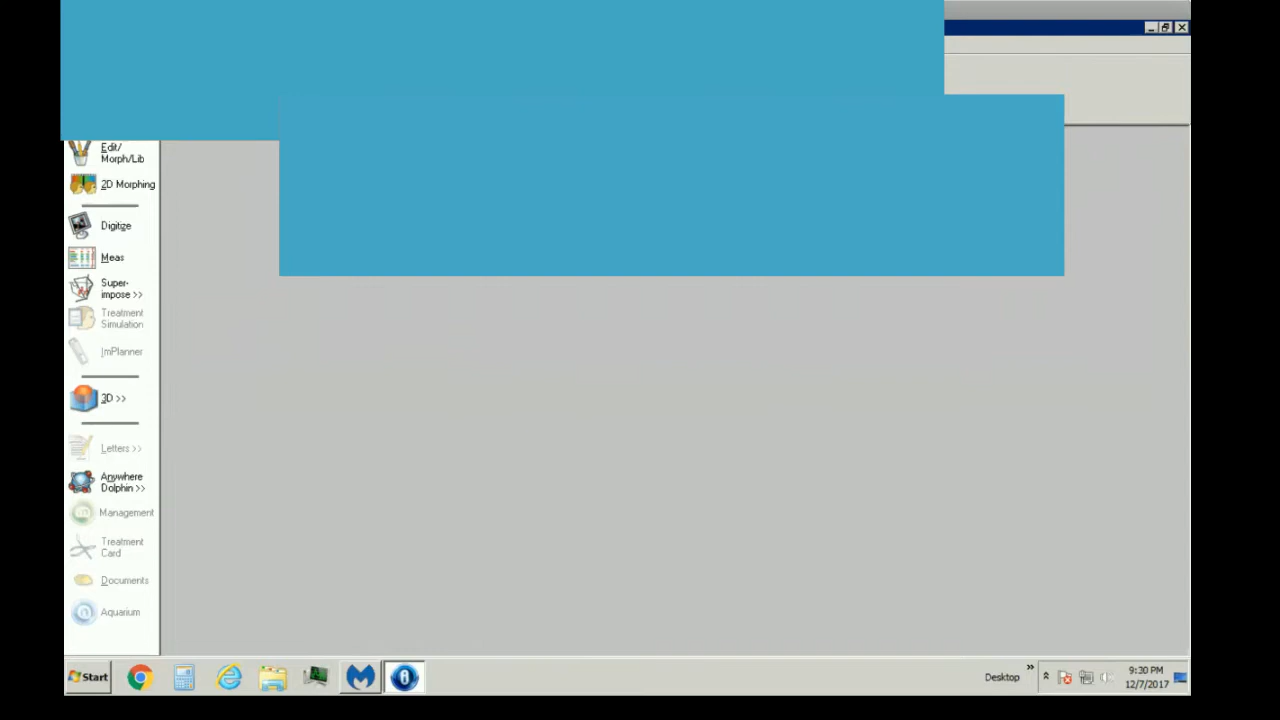 Edit/
Morph/Lib
2D Morphing
Digitize
Meas
Super-
impose >>
Treatment
Simulation
ImPlanner
3D >>
Letters >>
Anywhere
Dolphin >>
Management
Treatment
Card
Documents
Aquarium
Start
Desktop
9:30 PM
12/7/2017